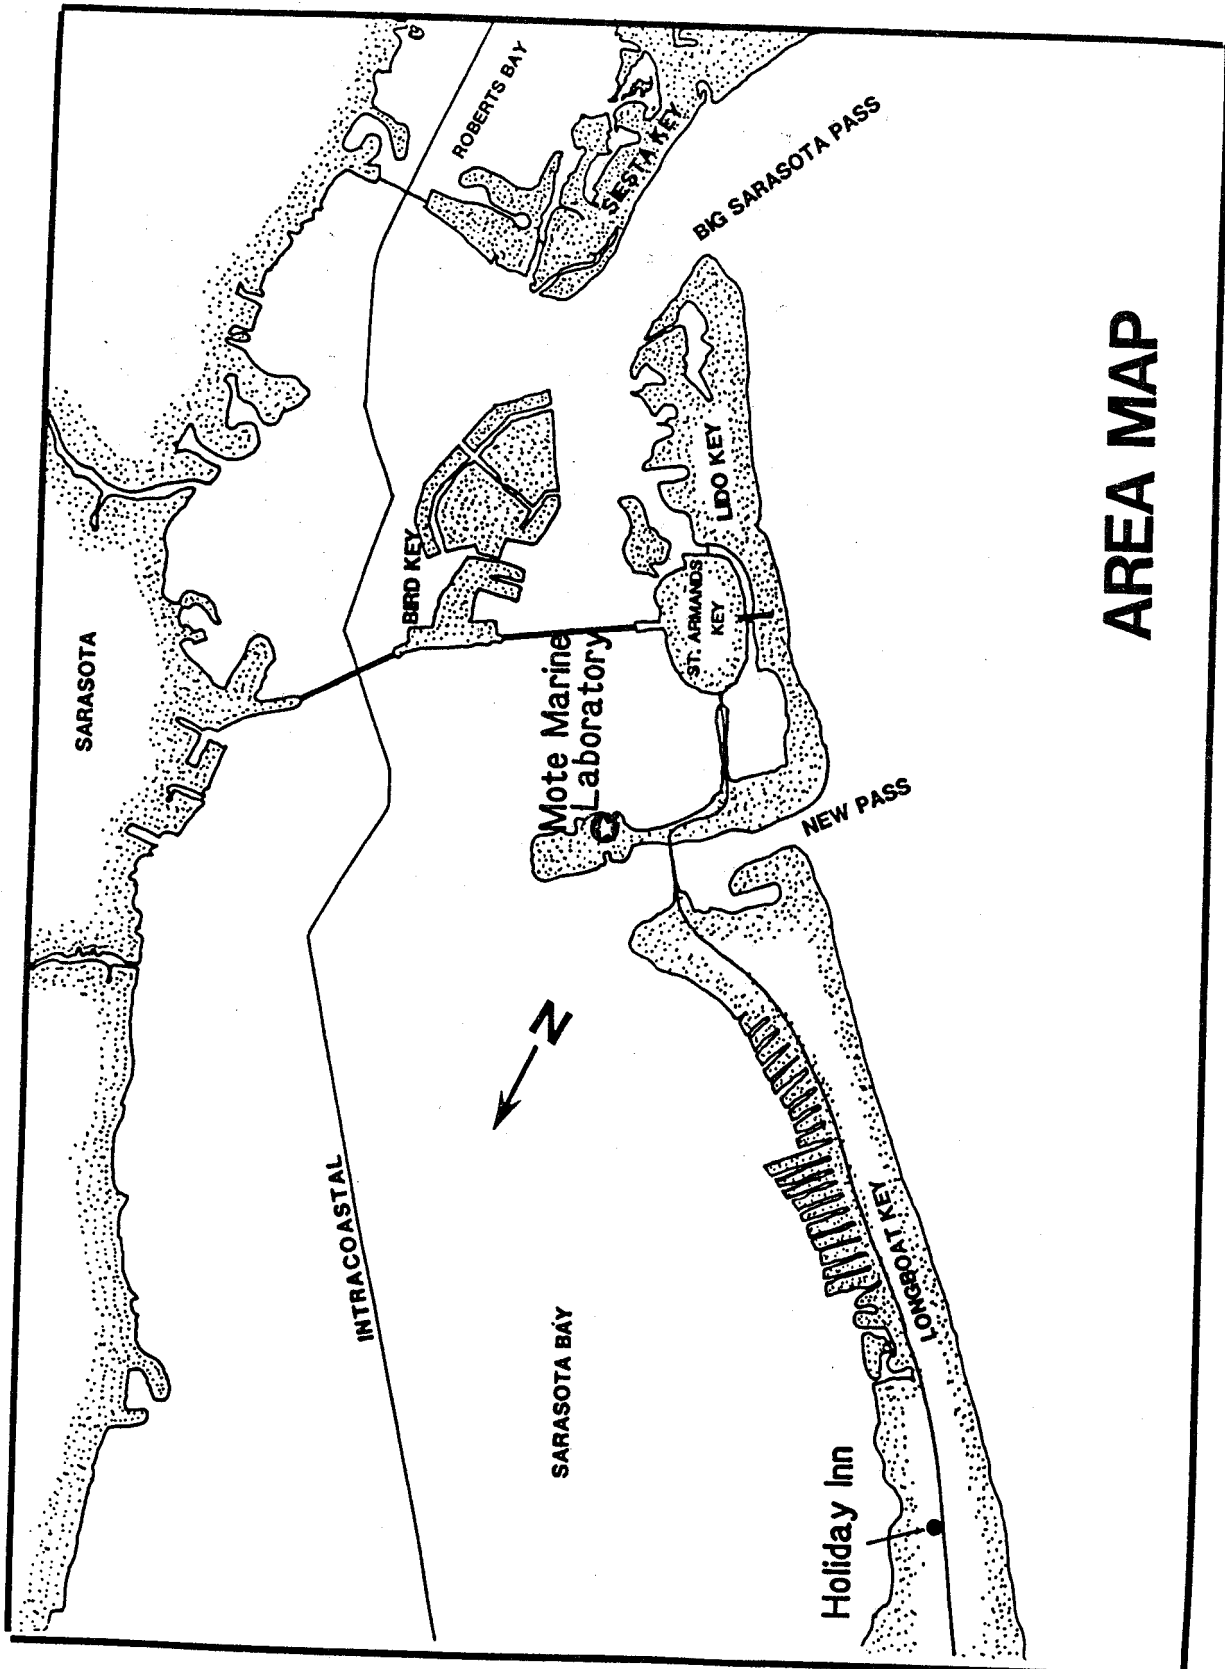 ROBERTS BAY
SIESTA KEY
BIG SARASOTA PASS
LIDO KEY
BIRD KEY
ST. ARMANDS
KEY
SARASOTA
Mote Marine
Laboratory
NEW PASS
N
INTRACOASTAL
SARASOTA BAY
LONGBOAT KEY
Holiday Inn
AREA MAP